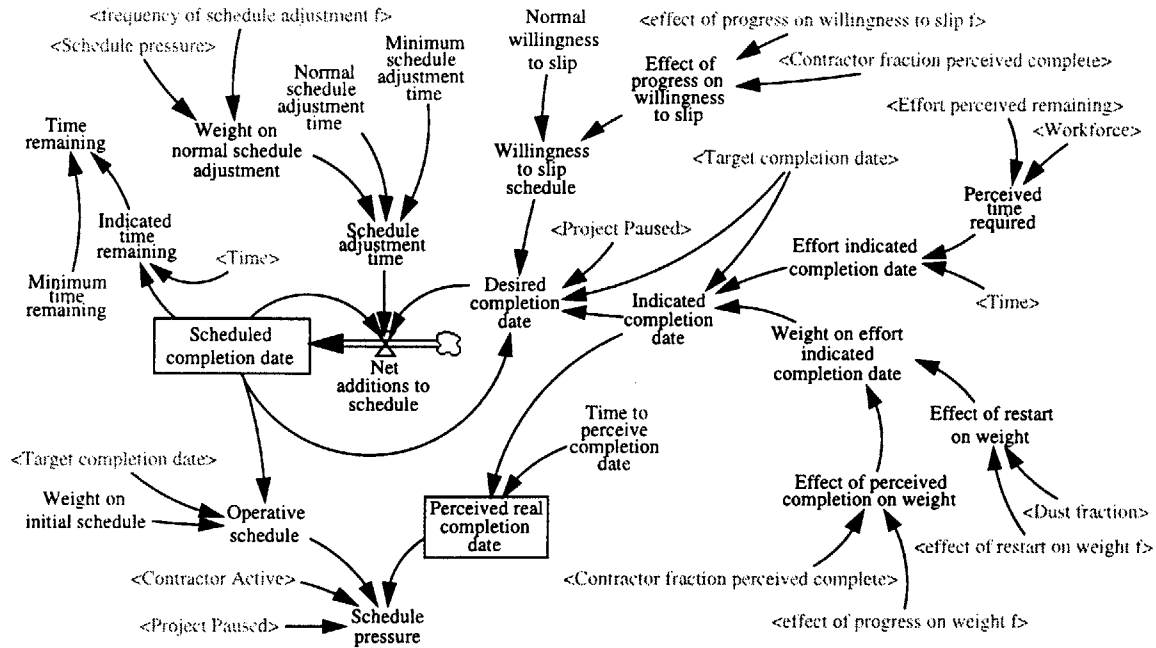 <frequency of schedule adjustment f>
<Schedule pressure>
Normal
willingness
to slip
<effect of progress on willingness to slip f>
Minimum
schedule
adjustment
time
Normal
schedule
adjustment
time
Effect of
progress on
willingness
to slip
<Contractor fraction perceived complete>
Time
remaining
Weight on
normal schedule
adjustment
<Effort perceived remaining>
<Workforce>
Willingness
to slip
schedule
<Target completion date>
Perceived
time
required
Indicated
time
remaining
<Time>
Schedule
adjustment
time
<Project Paused>
Effort indicated
completion date
Minimum
time
remaining
Desired
completion
date
Indicated
completion
date
<Time>
Scheduled
completion date
Net
additions to
schedule
Weight on effort
indicated
completion date
Time to
perceive
completion
date
Effect of restart
on weight
<Target completion date>
Weight on
initial schedule
Operative
schedule
Perceived real
completion
date
Effect of perceived
completion on weight
<Dust fraction>
<effect of restart on weight f>
<Contractor Active>
<Contractor fraction perceived complete>
<Project Paused>
Schedule
pressure
<effect of progress on weight f>